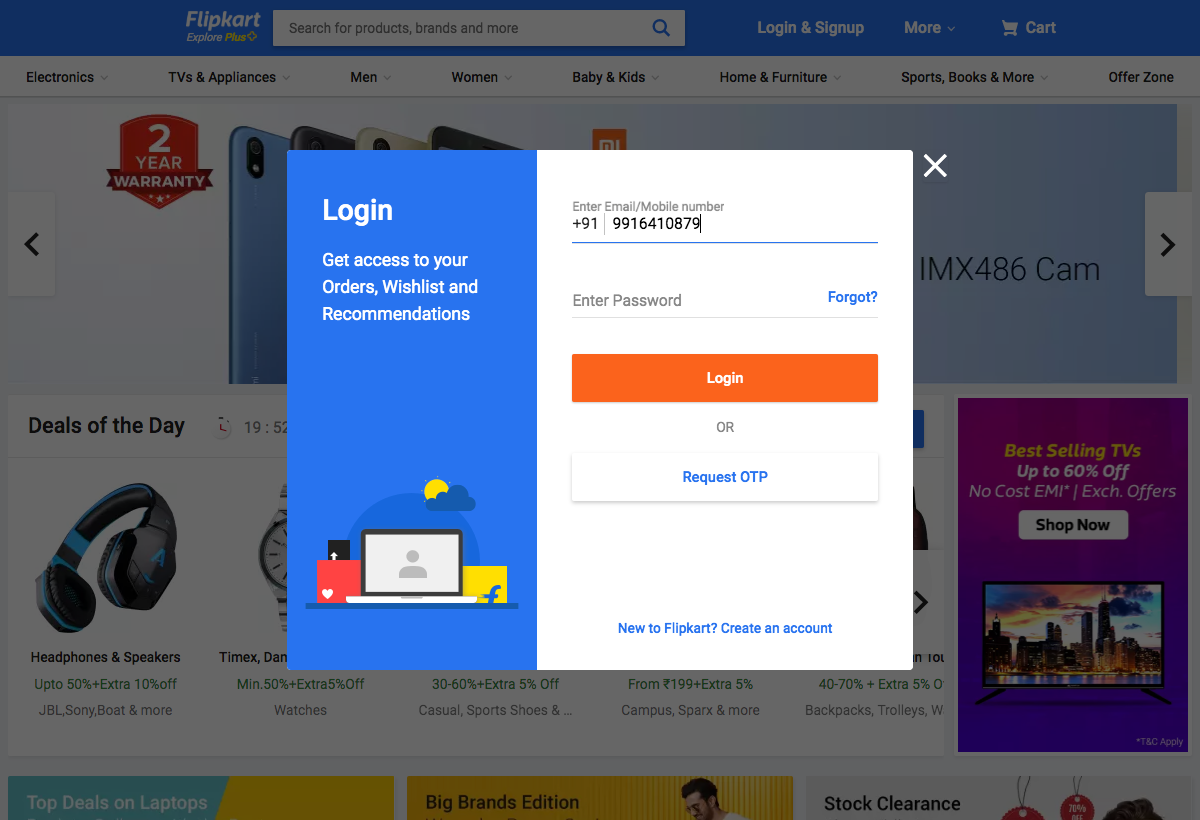 Flipkart
Explore Plus
Search for products, brands and more
Login & Signup
More
Cart
Electronics
TVs & Appliances
Men
Women
Baby & Kids
Home & Furniture
Sports, Books & More
Offer Zone
2
YEAR
WARRANTY
IMX486 Cam
Login
Get access to your
Orders, Wishlist and
Recommendations
Enter Email/Mobile number
+91 9916410879
Enter Password
Forgot?
Login
OR
Request OTP
New to Flipkart? Create an account
Deals of the Day
19 : 52
Headphones & Speakers
Upto 50%+Extra 10%off
JBL,Sony,Boat & more
Timex, Dan
Min.50%+Extra5%Off
Watches
30-60%+Extra 5% Off
Casual, Sports Shoes & ...
From ₹199+Extra 5%
Campus, Sparx & more
40-70% + Extra 5% O
Backpacks, Trolleys, W
Best Selling TVs
Up to 60% Off
No Cost EMI* | Exch. Offers
Shop Now
*T&C Apply
Top Deals on Laptops
Big Brands Edition
Stock Clearance
70%
OFF